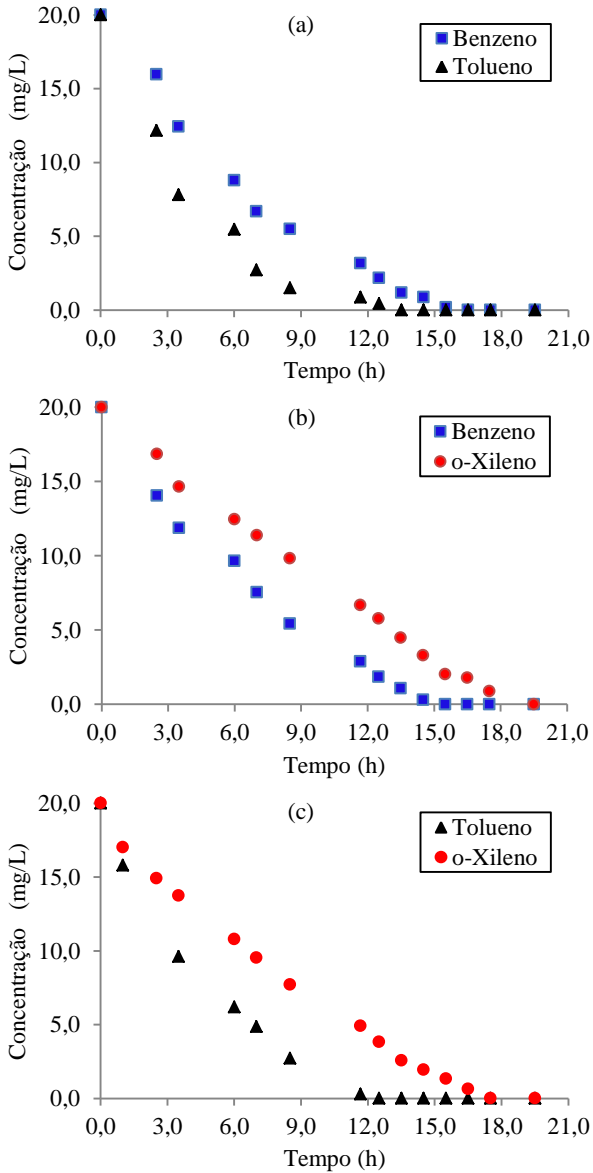 (a)
Benzeno
Tolueno
Concentração (mg/L)
20,0
15,0
10,0
5,0
0,0
0,0 3,0 6,0 9,0 12,0 15,0 18,0 21,0
Tempo (h)
(b)
Benzeno
o-Xileno
Concentração (mg/L)
20,0
15,0
10,0
5,0
0,0
0,0 3,0 6,0 9,0 12,0 15,0 18,0 21,0
Tempo (h)
(c)
Tolueno
o-Xileno
Concentração (mg/L)
20,0
15,0
10,0
5,0
0,0
0,0 3,0 6,0 9,0 12,0 15,0 18,0 21,0
Tempo (h)